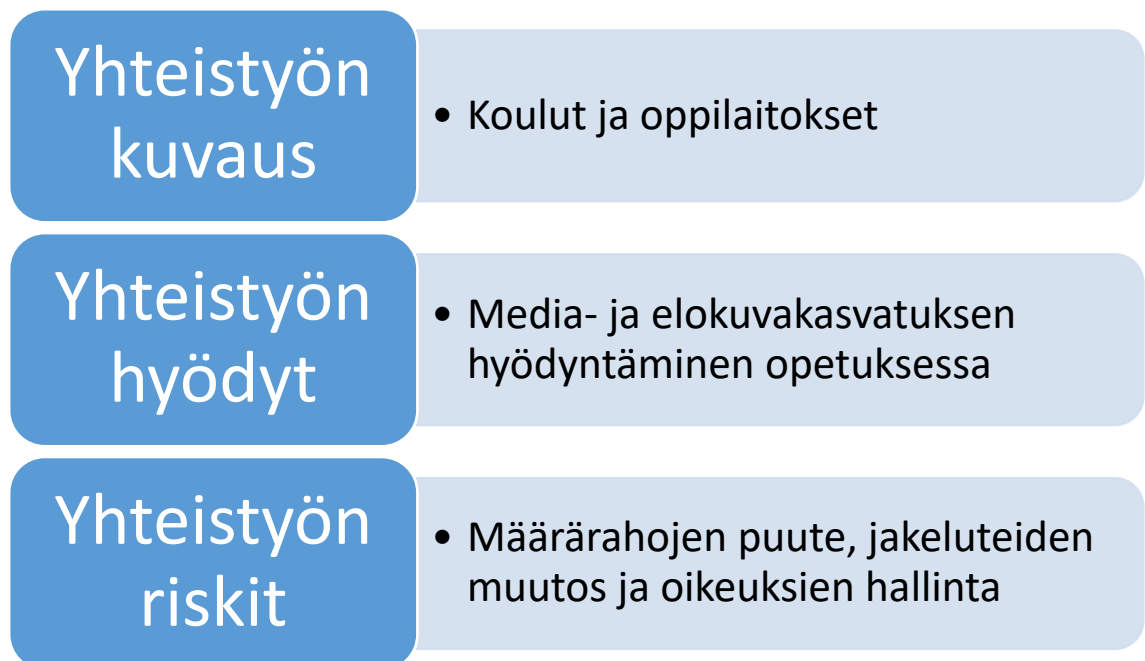 Yhteistyön
kuvaus
• Koulut ja oppilaitokset
Yhteistyön
hyödyt
• Media- ja elokuvakasvatuksen
hyödyntäminen opetuksessa
Yhteistyön
riskit
• Määrärahojen puute, jakeluteiden
muutos ja oikeuksien hallinta